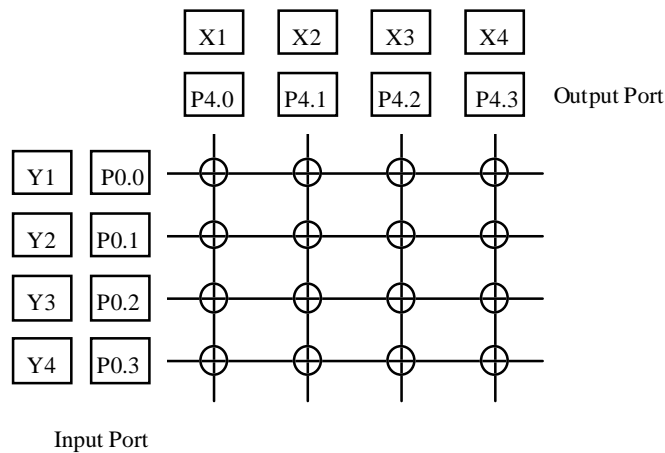 X1 X2 X3 X4
P4.0 P4.1 P4.2 P4.3 Output Port
Y1 P0.0
Y2 P0.1
Y3 P0.2
Y4 P0.3
Input Port